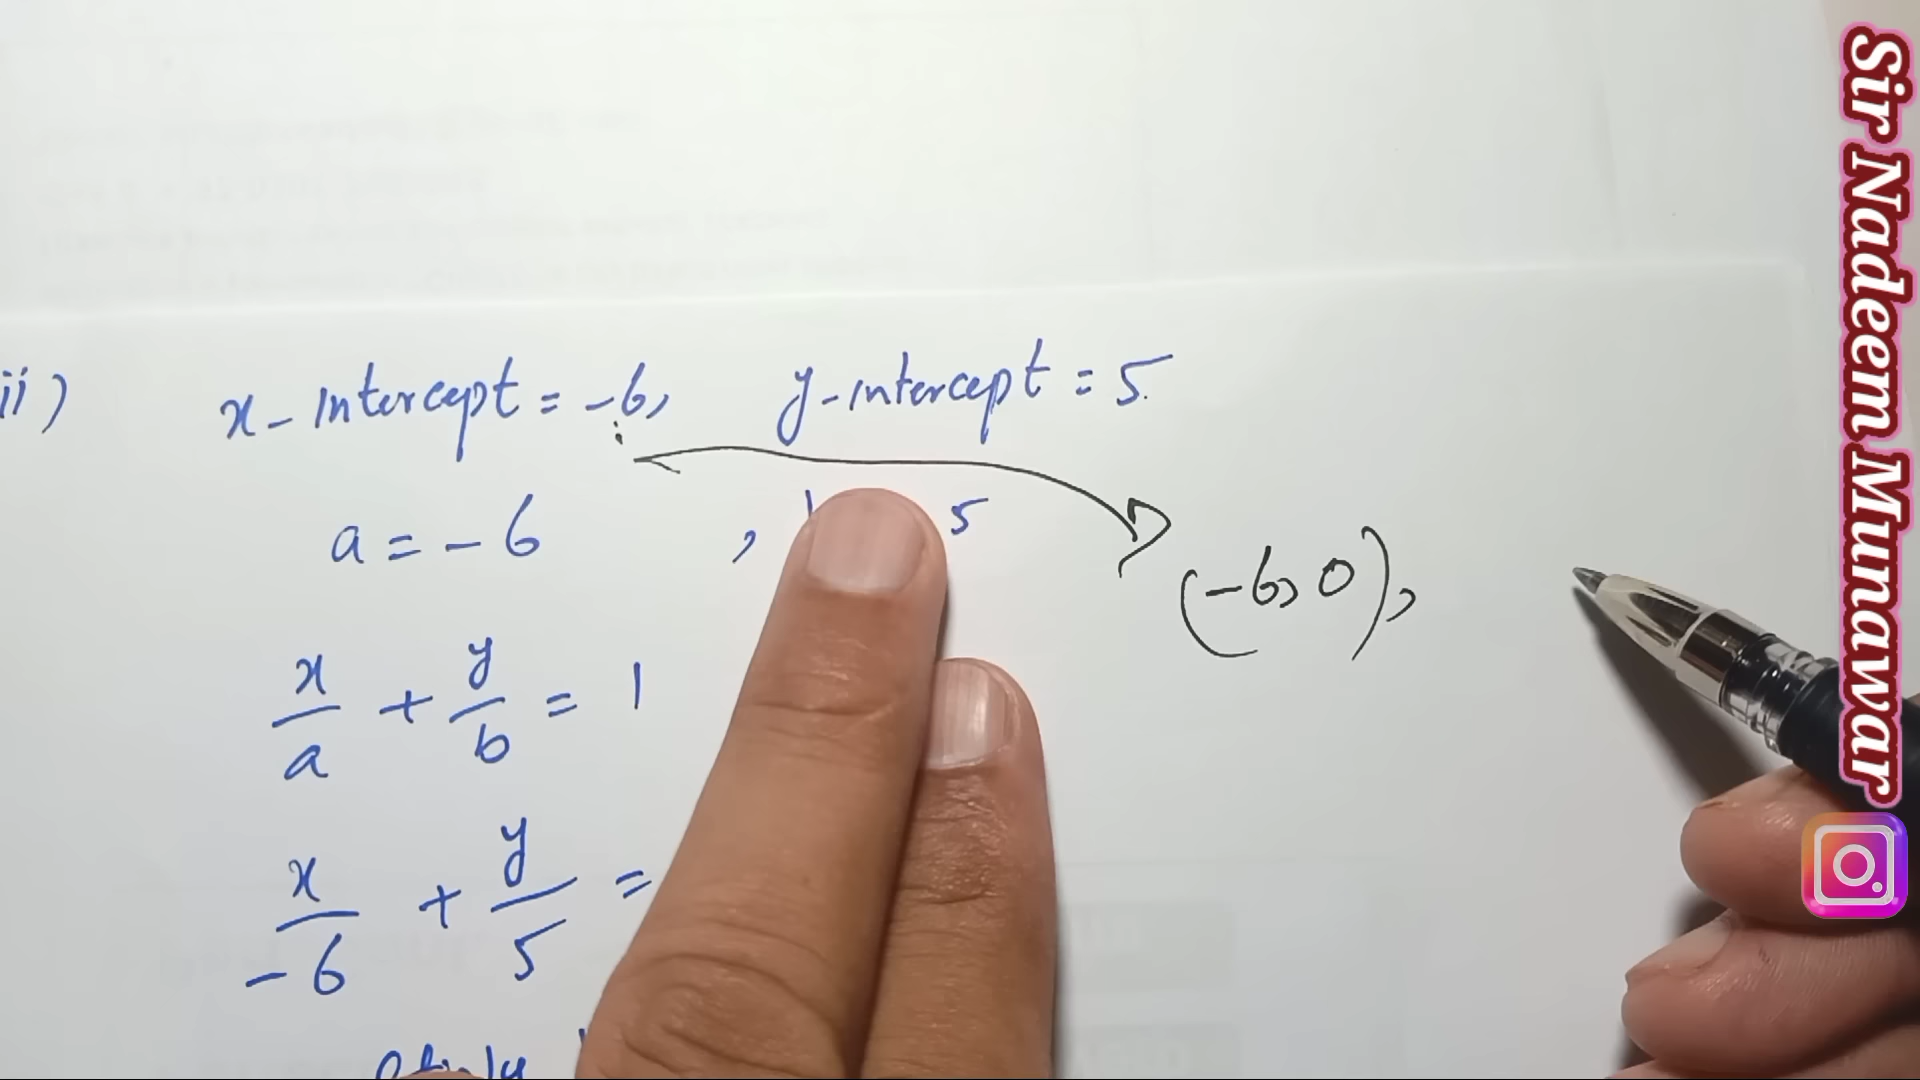 ii) x-intercept = -6, y-intercept = 5.
a = -6 , 5
(-6, 0),
x/a + y/b = 1
x/-6 + y/5 =
Sir Nadeem Munawar